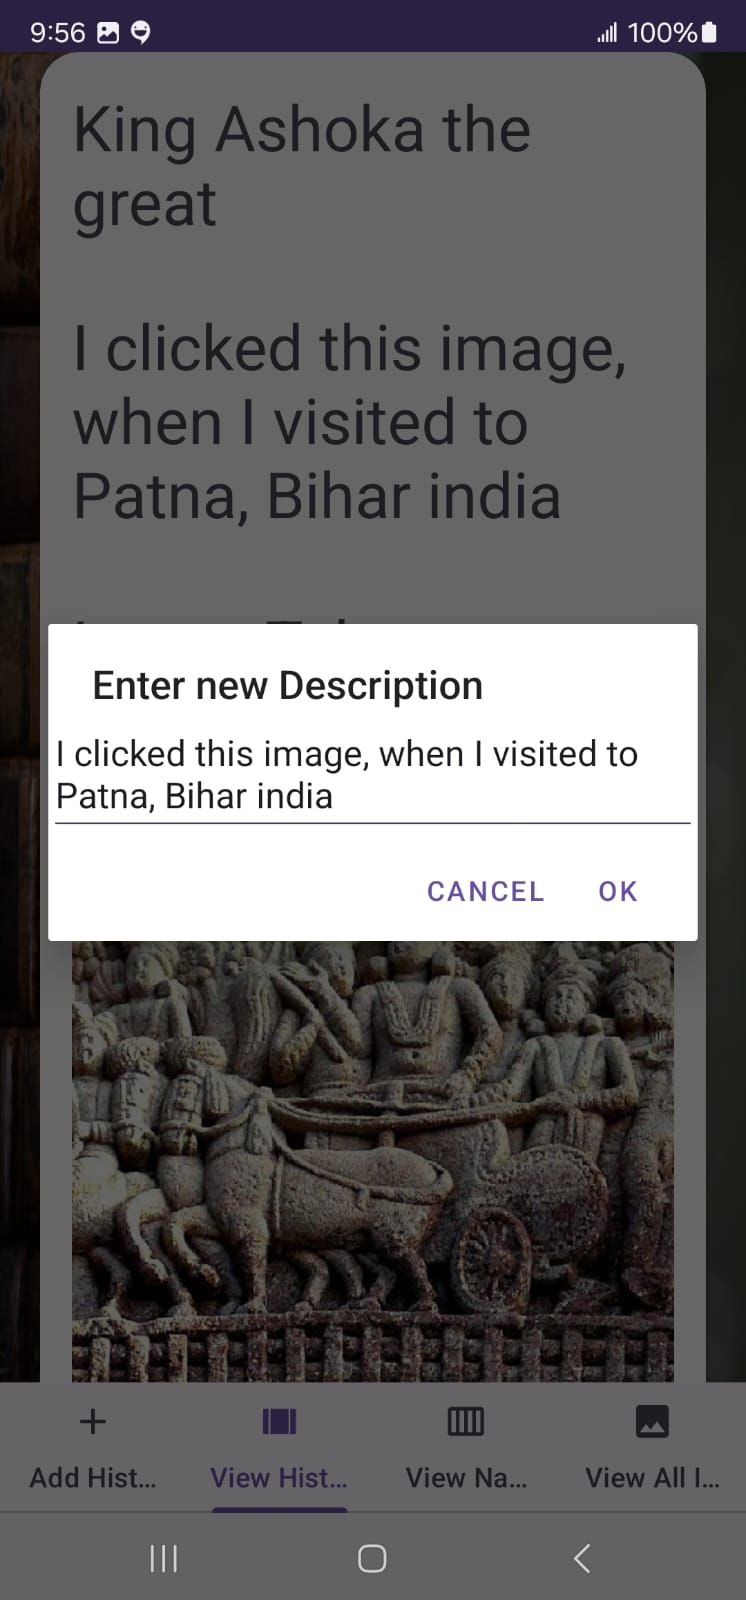 9:56
100%
King Ashoka the
great
I clicked this image,
when I visited to
Patna, Bihar india
Enter new Description
I clicked this image, when I visited to
Patna, Bihar india
CANCEL OK
Add Hist... View Hist... View Na... View All I...